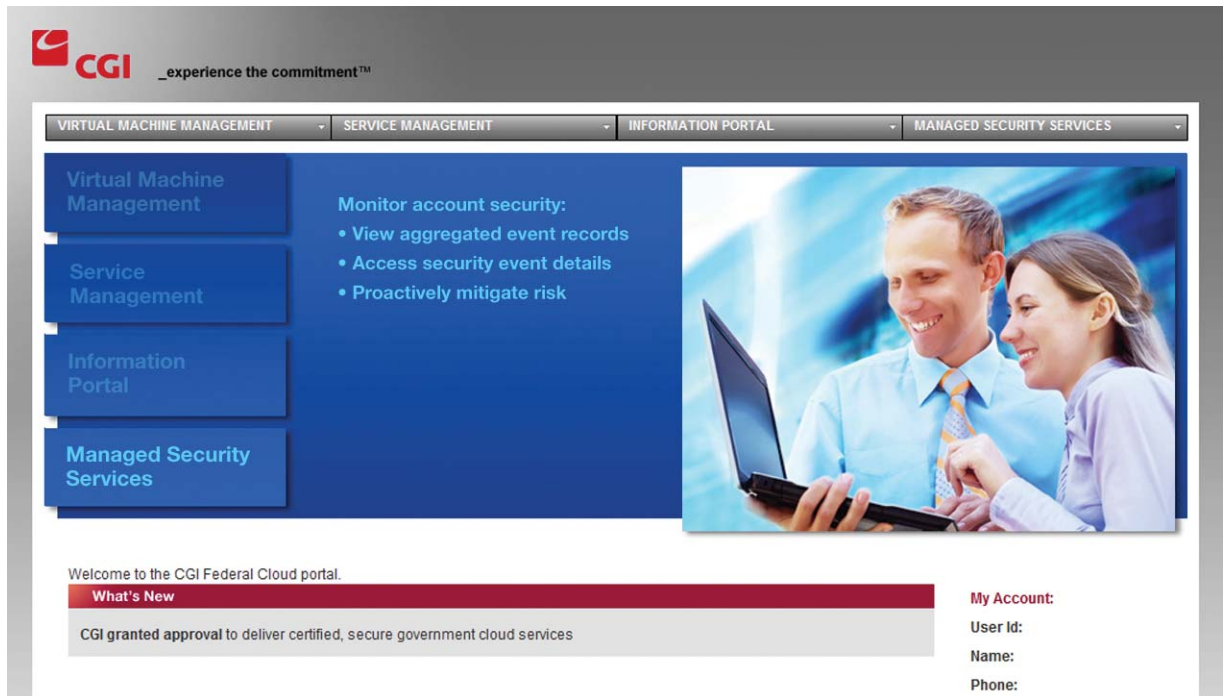 CGI
_experience the commitment™
VIRTUAL MACHINE MANAGEMENT
SERVICE MANAGEMENT
INFORMATION PORTAL
MANAGED SECURITY SERVICES
Virtual Machine
Management
Service
Management
Information
Portal
Managed Security
Services
Monitor account security:
• View aggregated event records
• Access security event details
• Proactively mitigate risk
Welcome to the CGI Federal Cloud portal.
What's New
CGI granted approval to deliver certified, secure government cloud services
My Account:
User Id:
Name:
Phone: